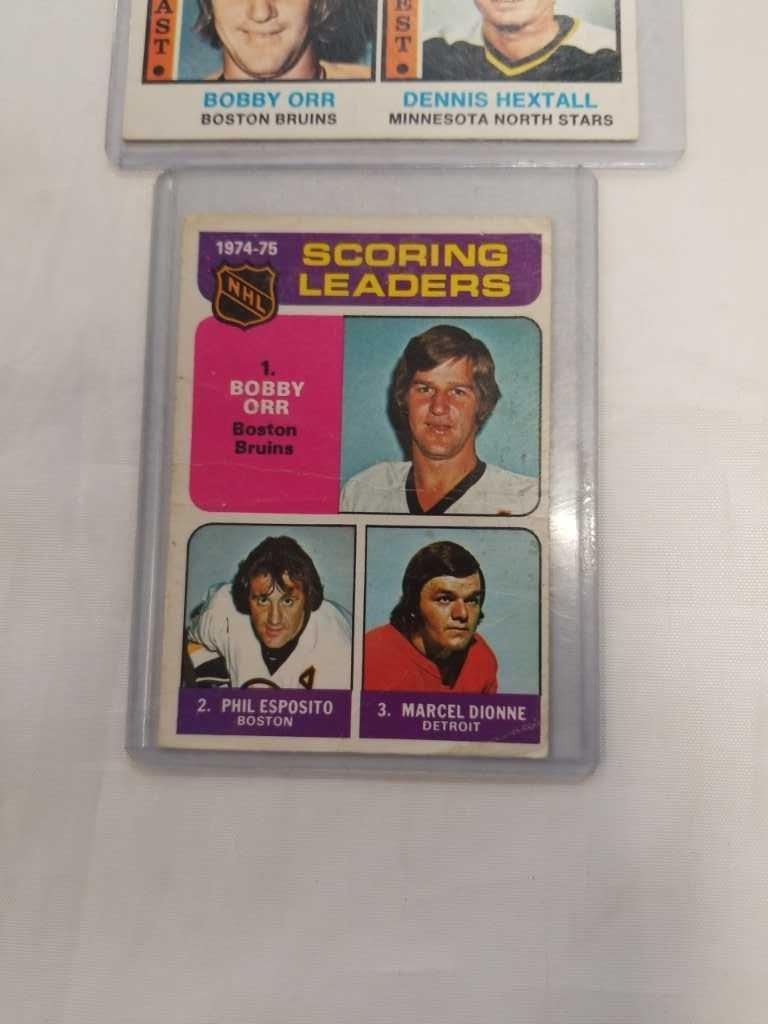 AST •
EST •
BOBBY ORR
BOSTON BRUINS
DENNIS HEXTALL
MINNESOTA NORTH STARS
1974-75
SCORING
LEADERS
NHL
1.
BOBBY
ORR
Boston
Bruins
2. PHIL ESPOSITO
BOSTON
3. MARCEL DIONNE
DETROIT